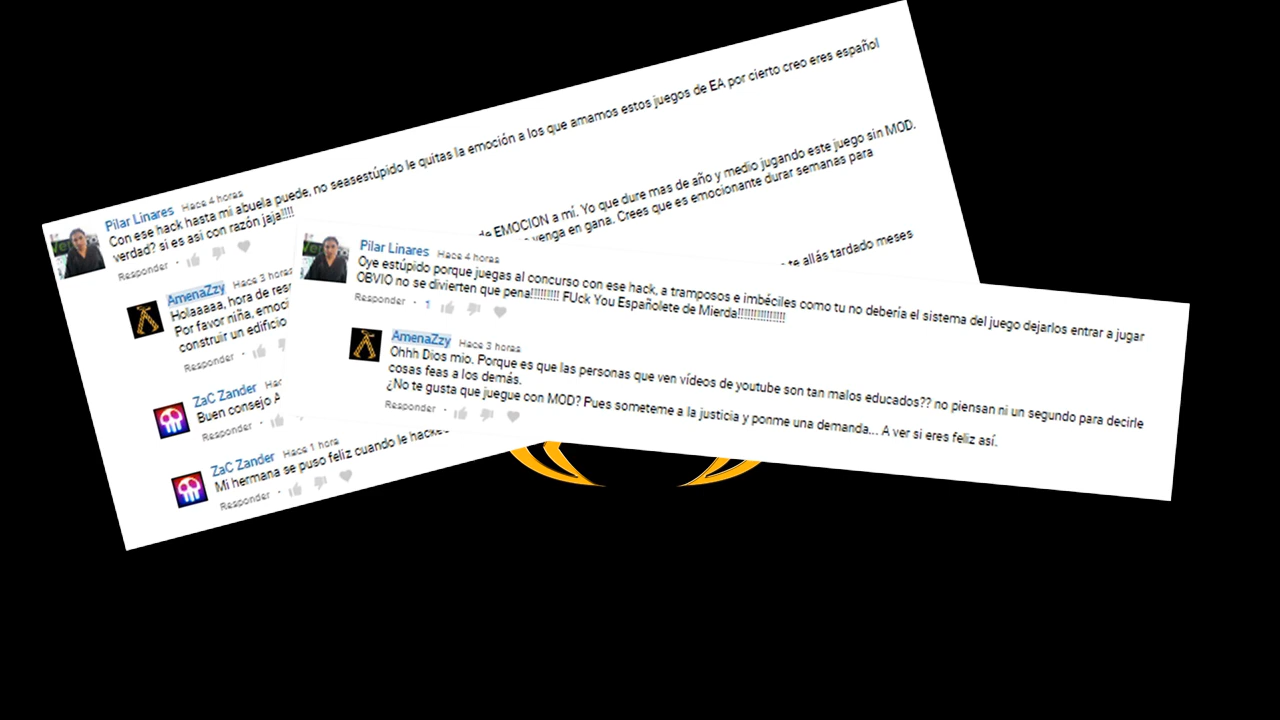 Pilar Linares Hace 4 horas
Con ese hack hasta mi abuela puede, no seasestúpido le quitas la emoción a los que amamos estos juegos de EA por cierto creo eres español
verdad? si es asi con razón jaja!!!!
Responder
AmenaZzy Hace 3 horas
Holaaaaa, hora de
de EMOCION a mí. Yo que dure mas de año y medio jugando este juego sin MOD.
Por favor niña,
venga en gana. Crees que es emocionante durar semanas para
construir un edificio
te allás tardado meses
Responder
ZaC Zander
Buen consejo
Responder
ZaC Zander Hace 1 hora
Mi hermana se puso feliz cuando le
Responder
Pilar Linares Hace 4 horas
Oye estúpido porque juegas al concurso con ese hack, a tramposos e imbéciles como tu no debería el sistema del juego dejarlos entrar a jugar
OBVIO no se divierten que pena!!!!!!!!! FUck You Españolete de Mierda!!!!!!!!!!!!!!!
Responder 1
AmenaZzy Hace 3 horas
Ohhh Dios mio. Porque es que las personas que ven vídeos de youtube son tan malos educados?? no piensan ni un segundo para decirle
cosas feas a los demás.
¿No te gusta que juegue con MOD? Pues someteme a la justicia y ponme una demanda... A ver si eres feliz así.
Responder